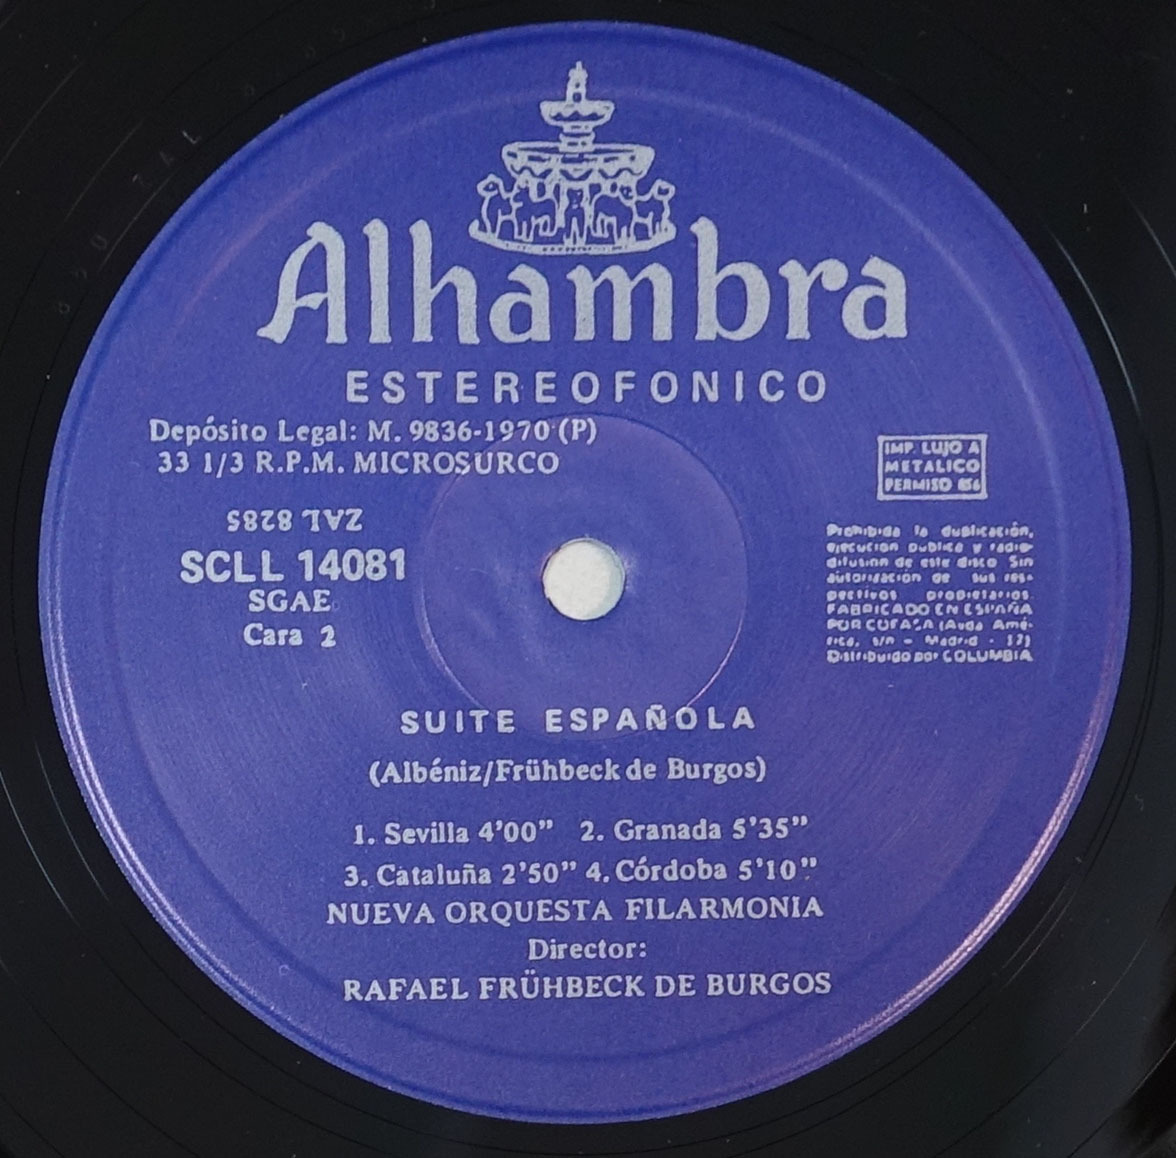 Alhambra
ESTEREOFONICO
Depósito Legal: M. 9836-1970 (P)
33 1/3 R.P.M. MICROSURCO
IMP. LUJO A
METALICO
PERMISO 856
ZAL 8285
SCLL 14081
SGAE
Cara 2
Prohibida la duplicación,
ejecución publica y radio-
difusión de este disco Sin
autorización de sus res-
pectivos propietarios.
FABRICADO EN ESPAÑA
POR COFASA (Avda Amé-
rica, s/n - Madrid - 17)
Distribuido por COLUMBIA
SUITE ESPAÑOLA
(Albéniz/Frühbeck de Burgos)
1. Sevilla 4'00" 2. Granada 5'35"
3. Cataluña 2'50" 4. Córdoba 5'10".
NUEVA ORQUESTA FILARMONIA
Director:
RAFAEL FRÜHBECK DE BURGOS